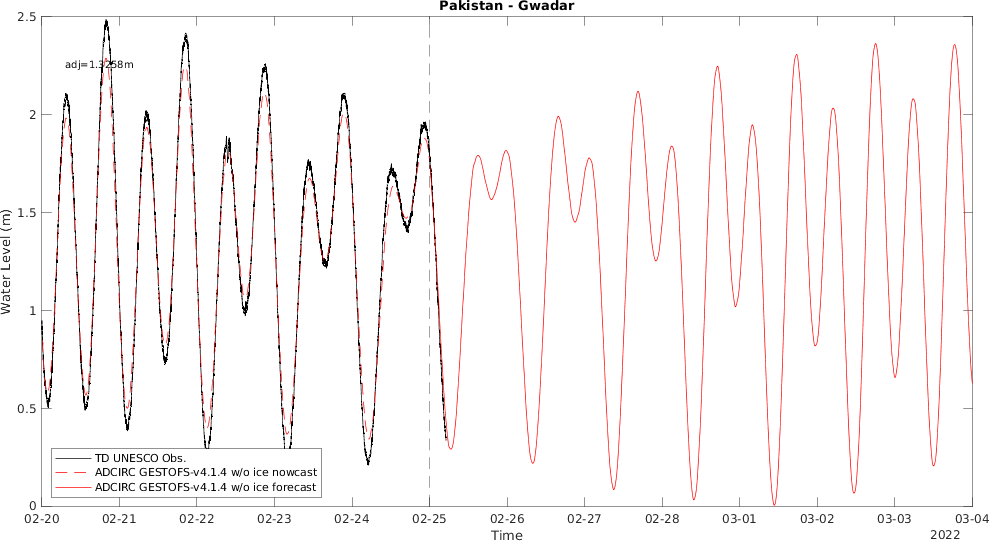 Pakistan - Gwadar
2.5
adj=1.3258m
2
1.5
Water Level (m)
1
0.5
TD UNESCO Obs.
ADCIRC GESTOFS-v4.1.4 w/o ice nowcast
ADCIRC GESTOFS-v4.1.4 w/o ice forecast
0
02-20 02-21 02-22 02-23 02-24 02-25 02-26 02-27 02-28 03-01 03-02 03-03 03-04
Time
2022